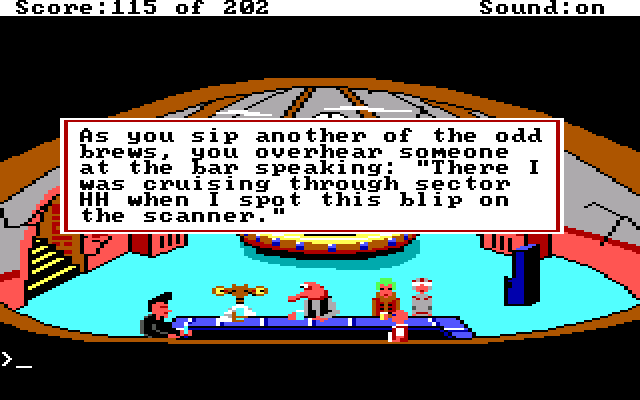 Score:115 of 202 Sound:on
As you sip another of the odd
brews, you overhear someone
at the bar speaking: "There I
was cruising through sector
HH when I spot this blip on
the scanner."
>_